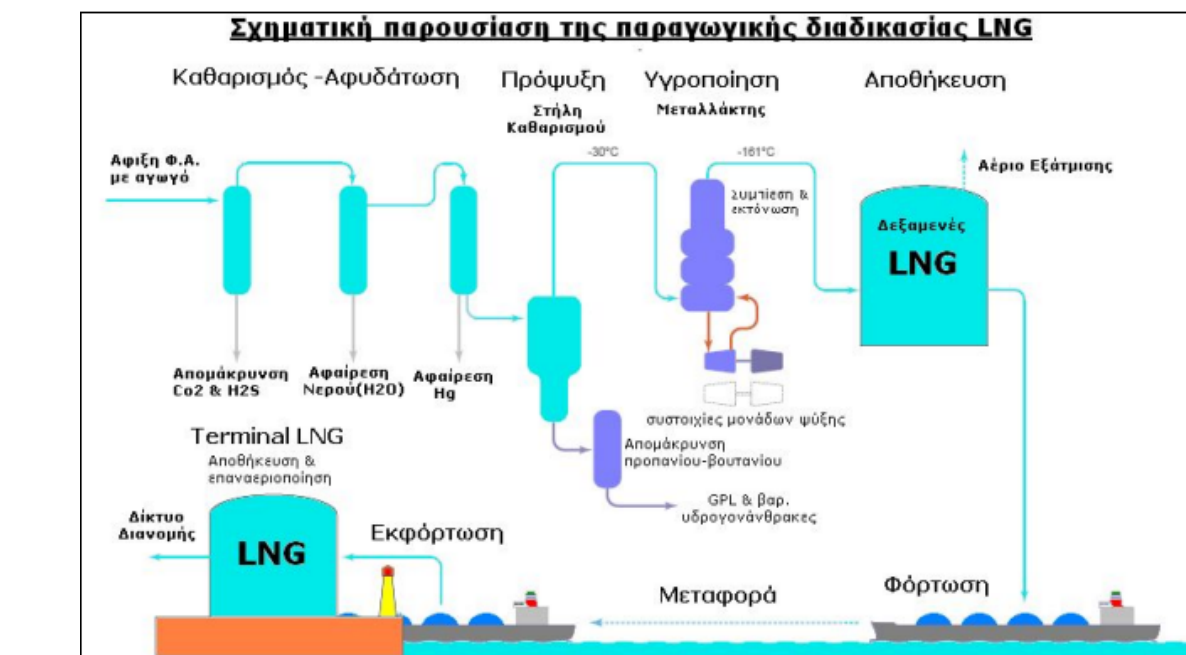 Σχηματική παρουσίαση της παραγωγικής διαδικασίας LNG
Καθαρισμός -Αφυδάτωση
Πρόψυξη
Υγροποίηση
Αποθήκευση
Στήλη
Καθαρισμού
Μεταλλάκτης
Αφιξη Φ.Α.
με αγωγό
-30°C
-161°C
Συμπίεση &
εκτόνωση
Αέριο Εξάτμισης
Δεξαμενές
LNG
Απομάκρυνση
Co2 & H2S
Αφαίρεση
Νερού(H2O)
Αφαίρεση
Hg
συστοιχίες μονάδων ψύξης
Απομάκρυνση
προπανίου-βουτανίου
GPL & βαρ.
υδρογονάνθρακες
Terminal LNG
Αποθήκευση &
επαναεριοποίηση
Δίκτυο
Διανομής
LNG
Εκφόρτωση
Μεταφορά
Φόρτωση